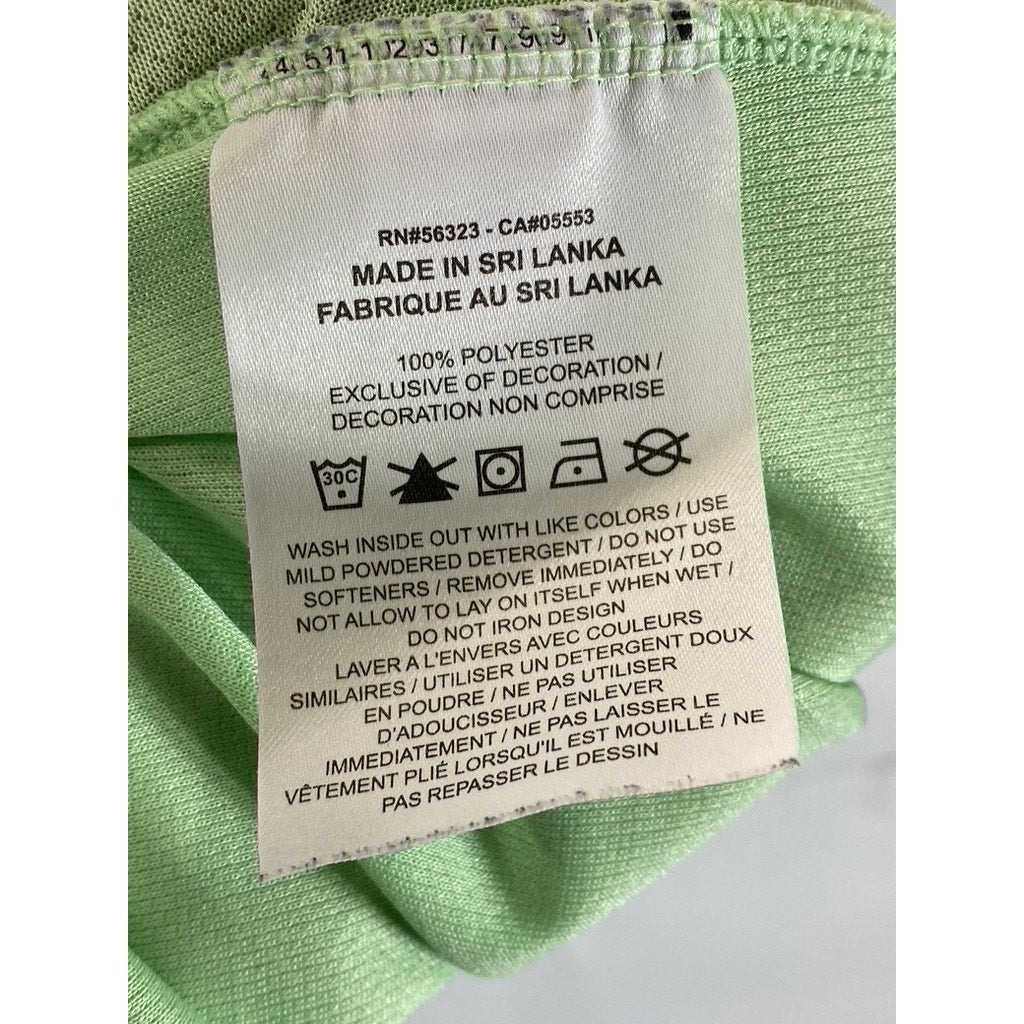 RN#56323 - CA#05553
MADE IN SRI LANKA
FABRIQUE AU SRI LANKA
100% POLYESTER
EXCLUSIVE OF DECORATION /
DECORATION NON COMPRISE
30C
WASH INSIDE OUT WITH LIKE COLORS / USE
MILD POWDERED DETERGENT / DO NOT USE
SOFTENERS / REMOVE IMMEDIATELY / DO
NOT ALLOW TO LAY ON ITSELF WHEN WET /
DO NOT IRON DESIGN
LAVER A L'ENVERS AVEC COULEURS
SIMILAIRES / UTILISER UN DETERGENT DOUX
EN POUDRE / NE PAS UTILISER
D'ADOUCISSEUR / ENLEVER
IMMEDIATEMENT / NE PAS LAISSER LE
VÊTEMENT PLIÉ LORSQU'IL EST MOUILLÉ / NE
PAS REPASSER LE DESSIN